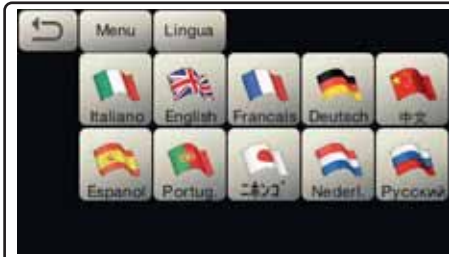 Menu Lingua
Italiano English Francais Deutsch 中文
Espanol Portug. ニホンゴ Nederl. Русский